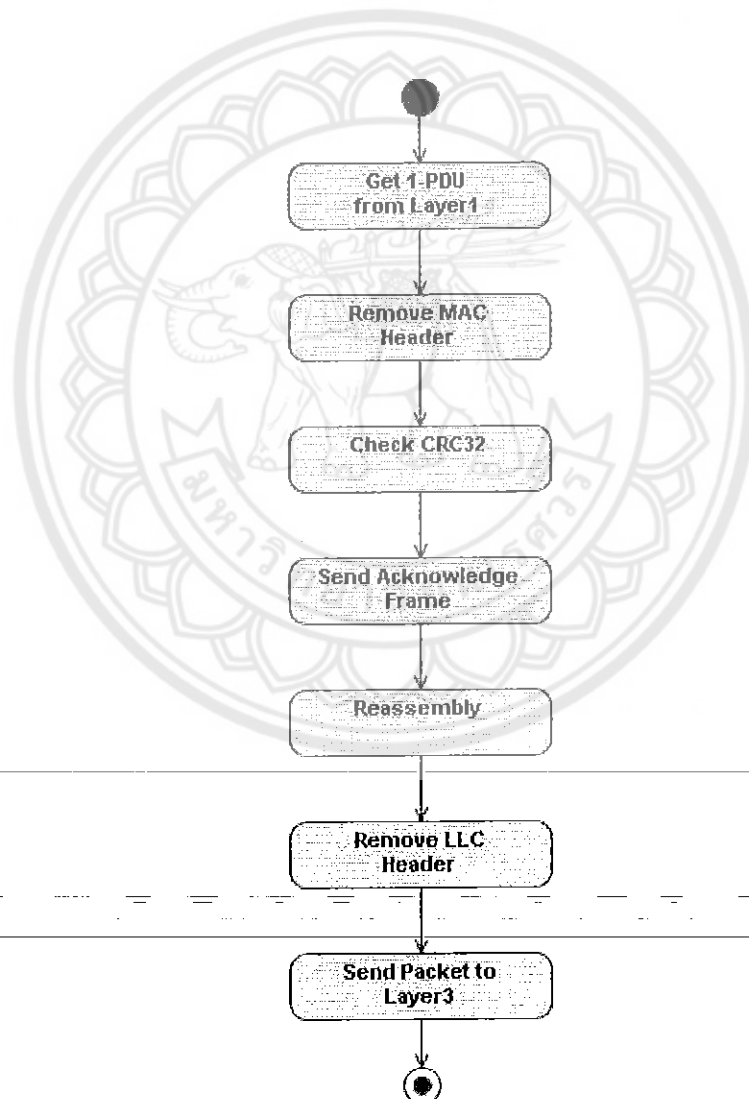 Get 1-PDU
from Layer1
Remove MAC
Header
Check CRC32
Send Acknowledge
Frame
Reassembly
Remove LLC
Header
Send Packet to
Layer3